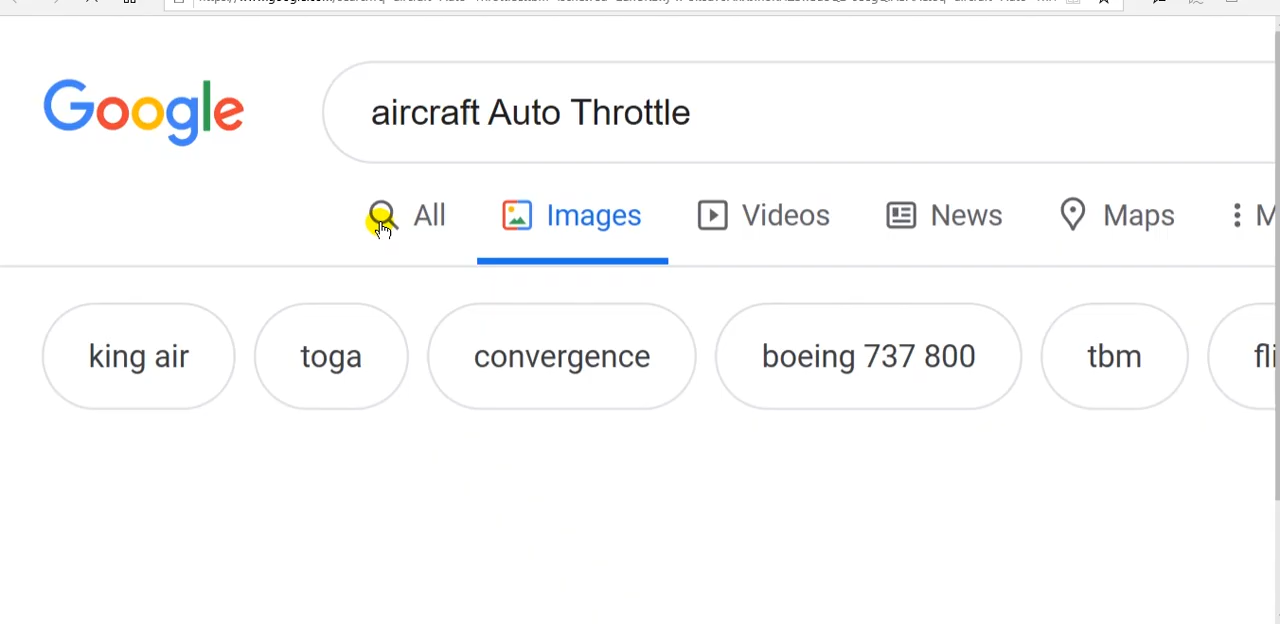 Google
aircraft Auto Throttle
All Images Videos News Maps
king air toga convergence boeing 737 800 tbm